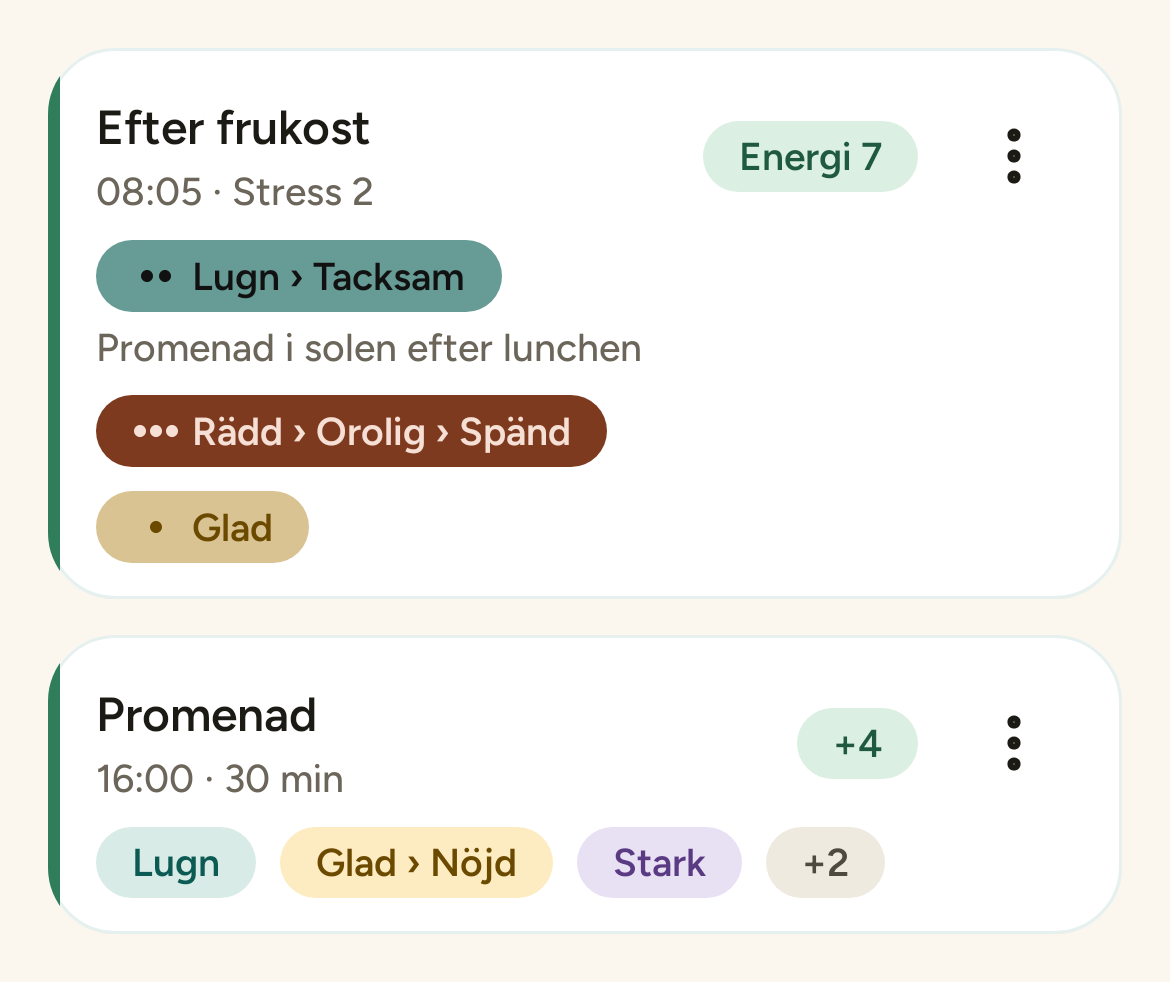 Efter frukost
Energi 7
08:05 · Stress 2
•• Lugn › Tacksam
Promenad i solen efter lunchen
••• Rädd › Orolig › Spänd
• Glad
Promenad
+4
16:00 · 30 min
Lugn Glad › Nöjd Stark +2